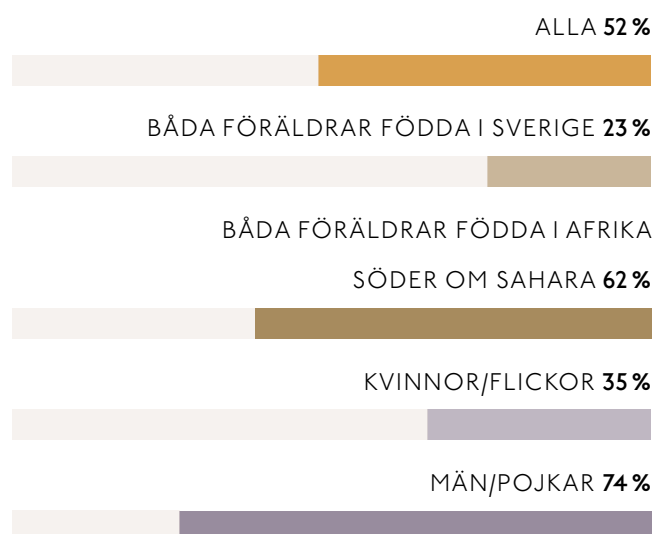 ALLA 52 %
BÅDA FÖRÄLDRAR FÖDDA I SVERIGE 23 %
BÅDA FÖRÄLDRAR FÖDDA I AFRIKA
SÖDER OM SAHARA 62 %
KVINNOR/FLICKOR 35 %
MÄN/POJKAR 74 %